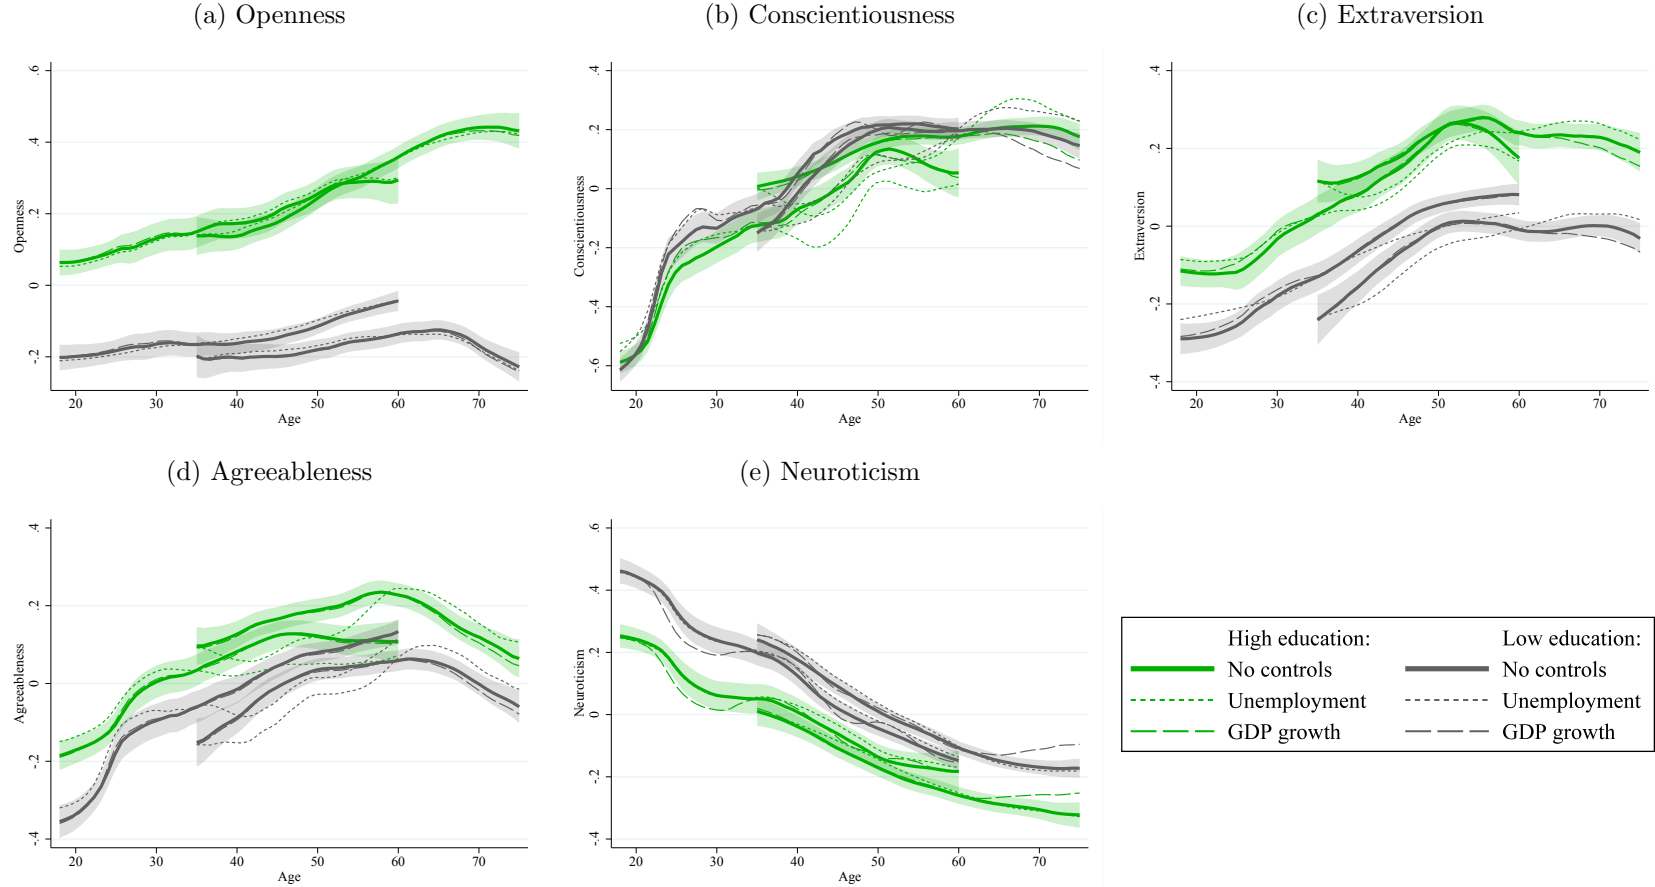 (a) Openness
.6
.4
.2
0
-.2
Openness
20 30 40 50 60 70
Age
(b) Conscientiousness
.4
.2
0
-.2
-.4
-.6
Conscientiousness
20 30 40 50 60 70
Age
(c) Extraversion
.4
.2
0
-.2
-.4
Extraversion
20 30 40 50 60 70
Age
(d) Agreeableness
.4
.2
0
-.2
-.4
Agreeableness
20 30 40 50 60 70
Age
(e) Neuroticism
.6
.4
.2
0
-.2
-.4
Neuroticism
20 30 40 50 60 70
Age
High education: Low education:
No controls No controls
Unemployment Unemployment
GDP growth GDP growth